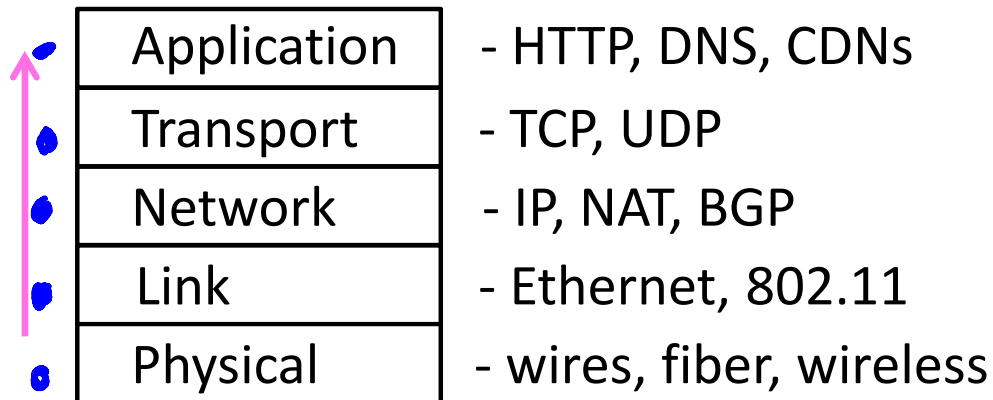 Application - HTTP, DNS, CDNs
Transport - TCP, UDP
Network - IP, NAT, BGP
Link - Ethernet, 802.11
Physical - wires, fiber, wireless